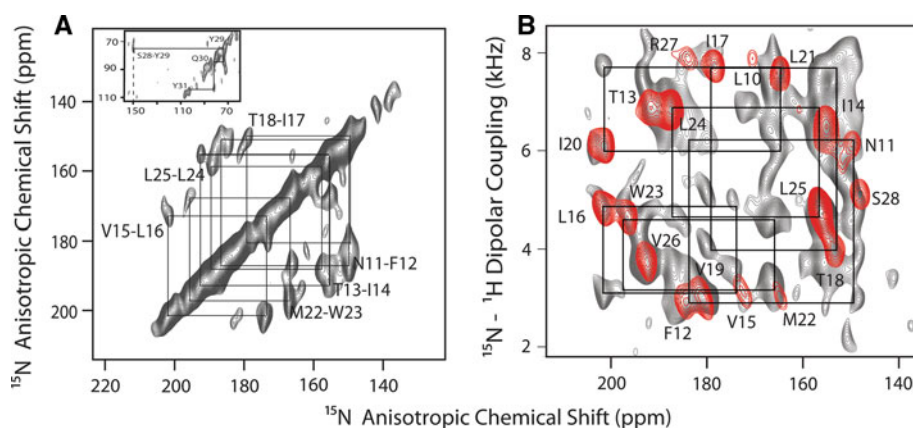 A
B
70
90
110
150
110
70
Y29
S28-Y29
Q30
Y31
T18-I17
L25-L24
V15-L16
N11-F12
T13-I14
M22-W23
140
160
180
200
220
200
180
160
140
¹⁵N Anisotropic Chemical Shift (ppm)
¹⁵N Anisotropic Chemical Shift (ppm)
¹⁵N - ¹H Dipolar Coupling (kHz)
8
6
4
2
200
180
160
R27
I17
L21
L10
T13
L24
I14
I20
N11
W23
L25
S28
L16
V26
V19
T18
F12
V15
M22